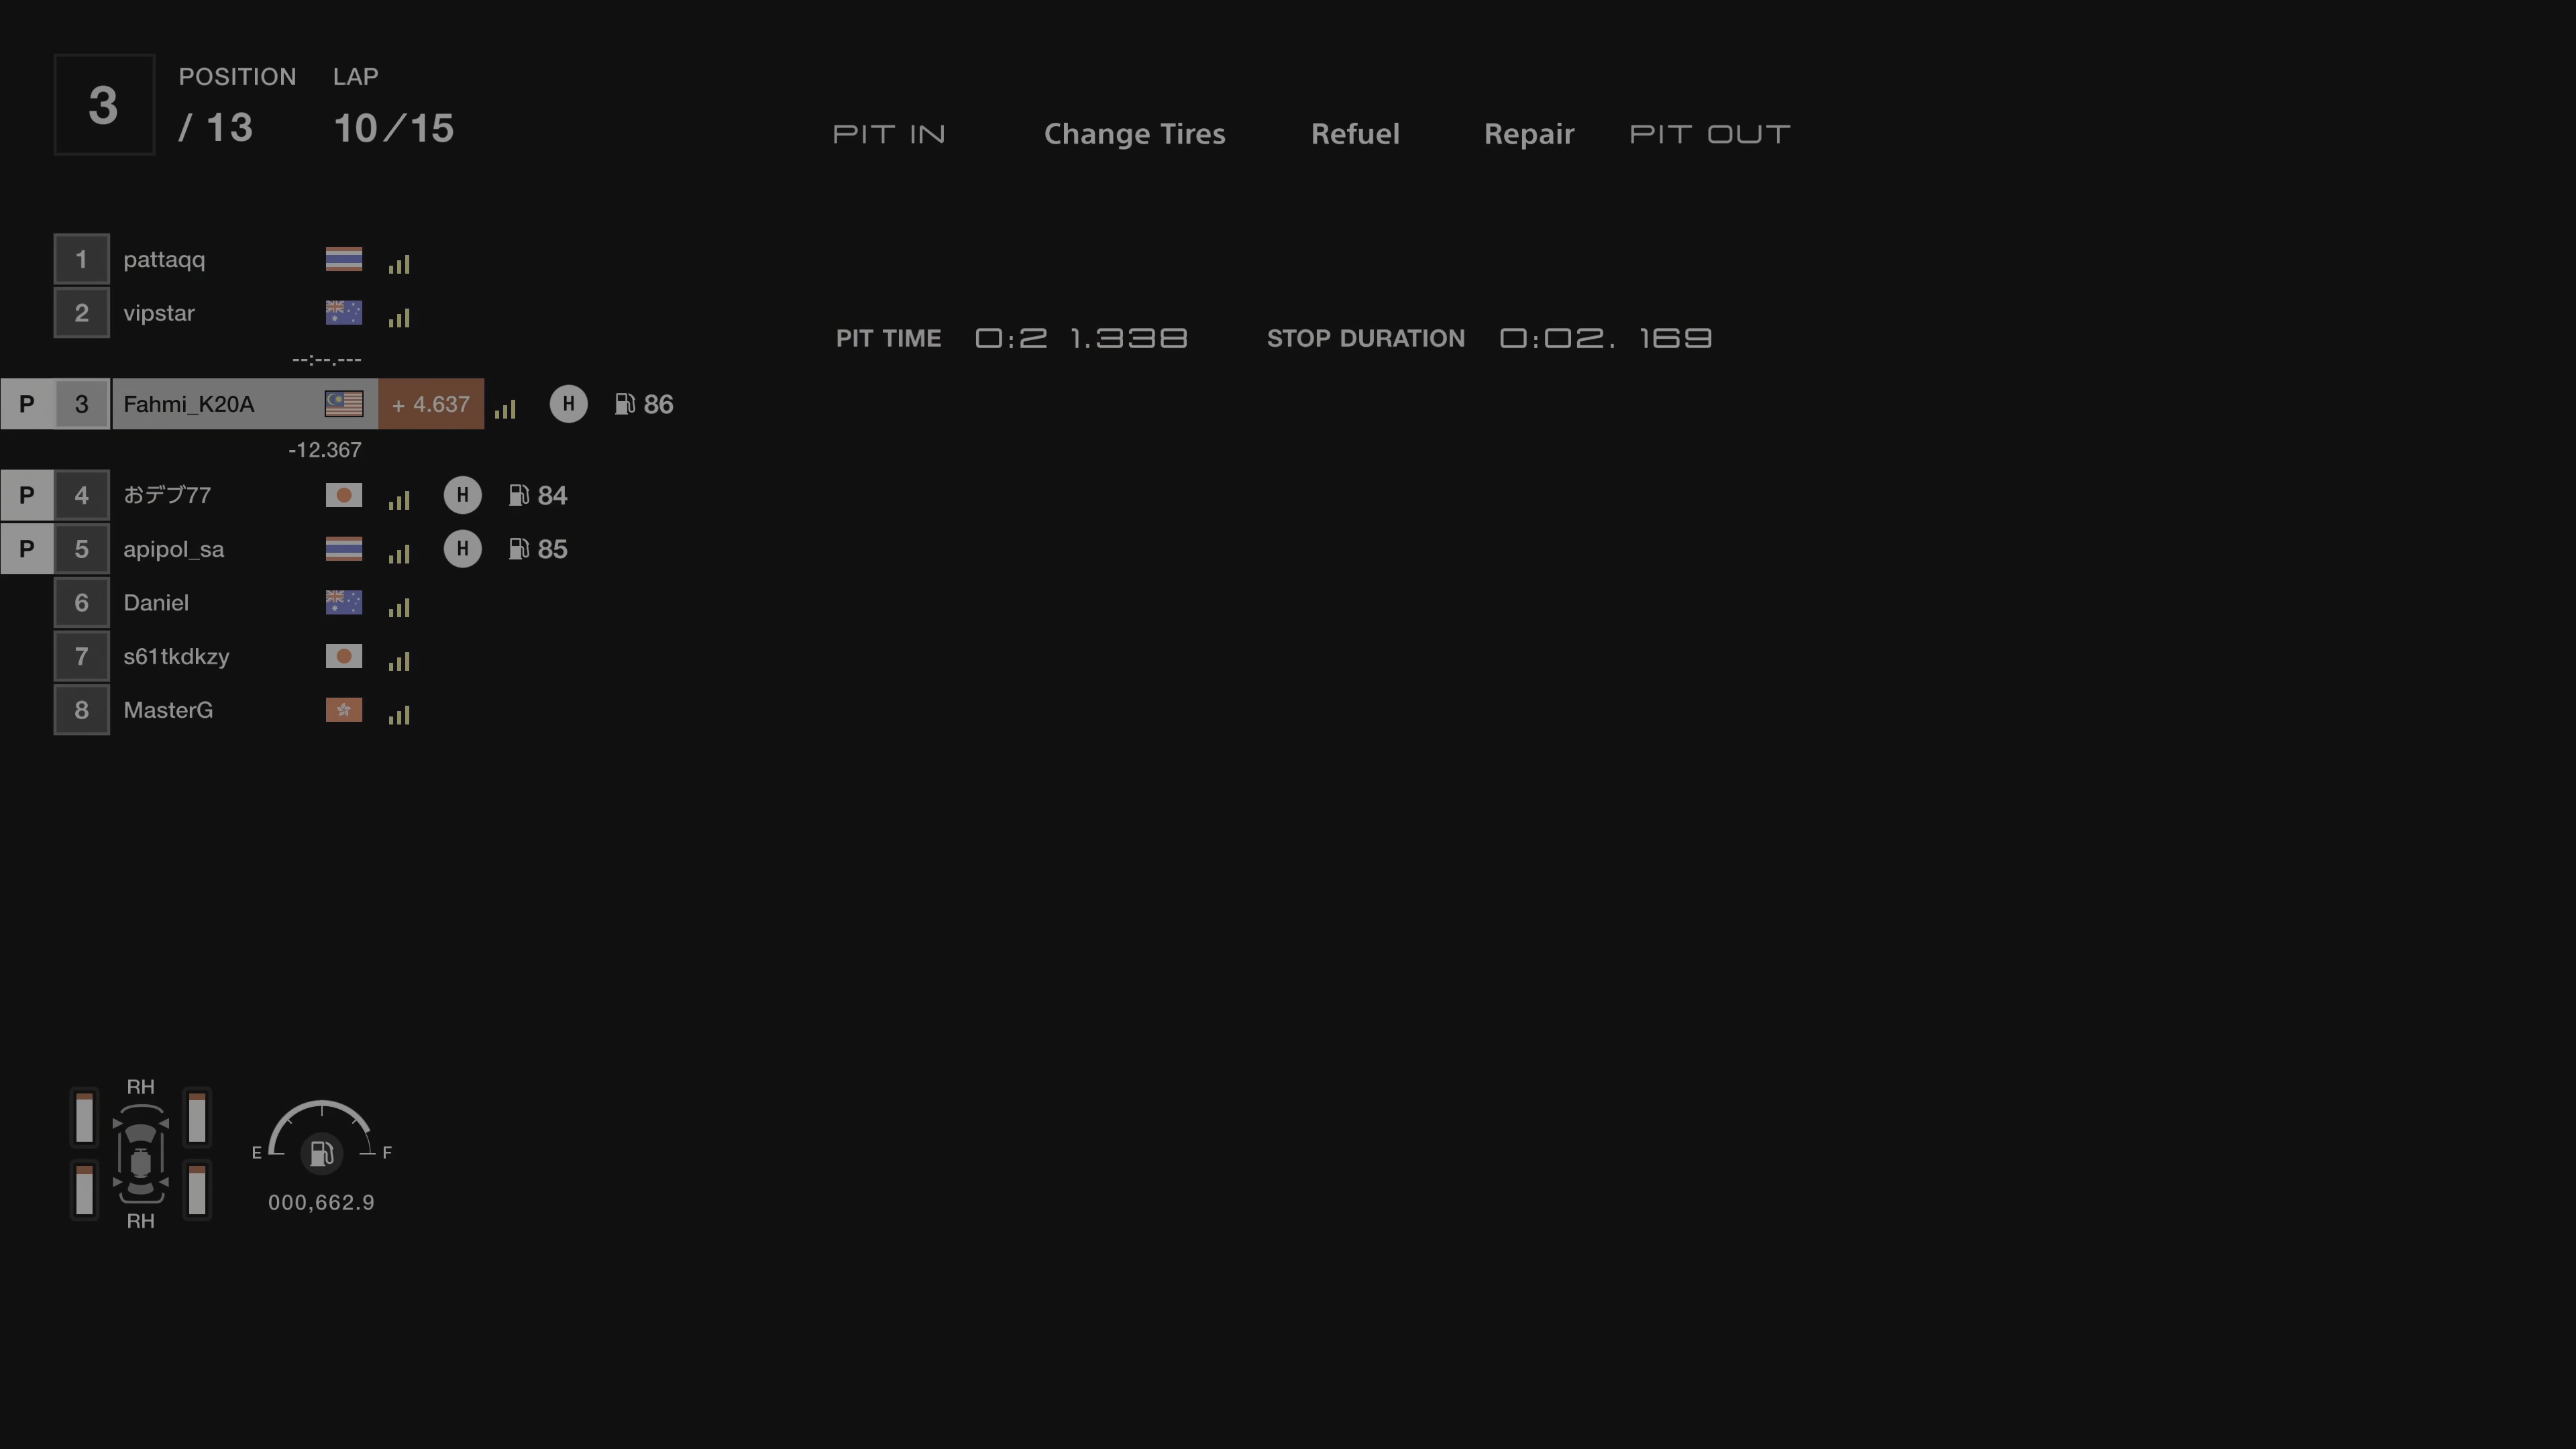 3 POSITION / 13 LAP 10/15
PIT IN Change Tires Refuel Repair PIT OUT
1 pattaqq
2 vipstar
PIT TIME 0:21.338 STOP DURATION 0:02.169
--:--.---
P 3 Fahmi_K20A + 4.637 H 86
-12.367
P 4 おデブ77 H 84
P 5 apipol_sa H 85
6 Daniel
7 s61tkdkzy
8 MasterG
RH
E F
000,662.9
RH